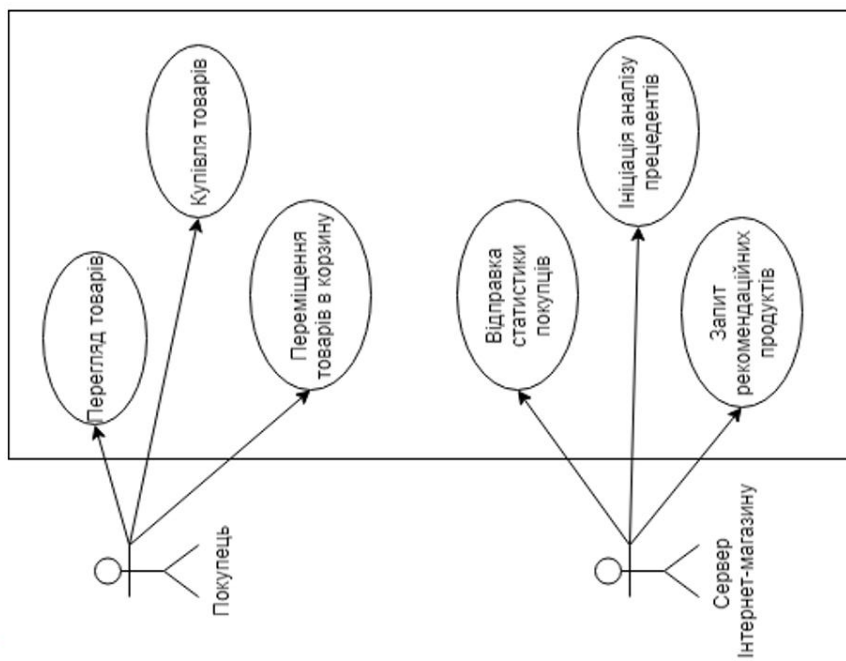 Покупець
Перегляд товарів
Купівля товарів
Переміщення
товарів в корзину
Сервер
Інтернет-магазину
Відправка
статистики
покупців
Ініціація аналізу
прецедентів
Запит
рекомендаційних
продуктів